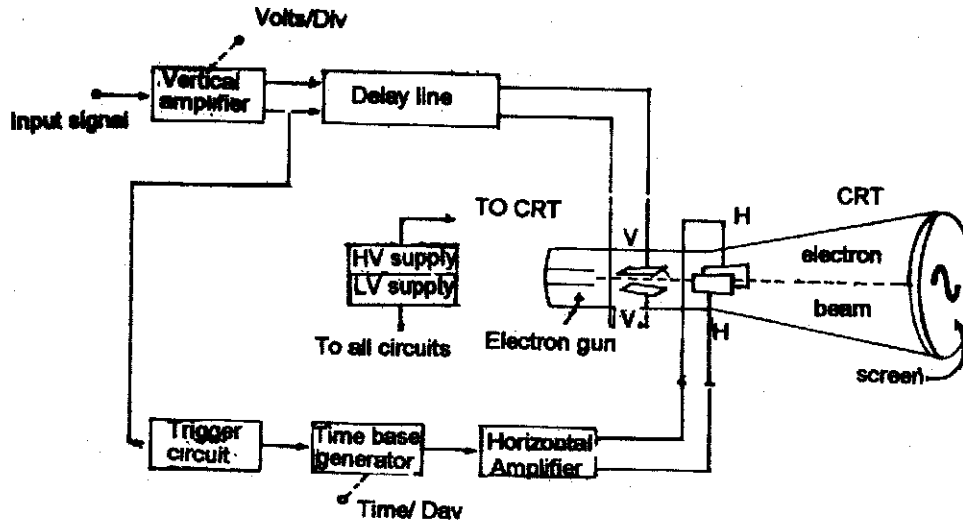 Volts/Div
Vertical
amplifier
Delay line
Input signal
TO CRT
HV supply
LV supply
To all circuits
V
V
Electron gun
H
H
CRT
electron
beam
screen
Trigger
circuit
Time base
generator
Horizontal
Amplifier
Time/ Dav